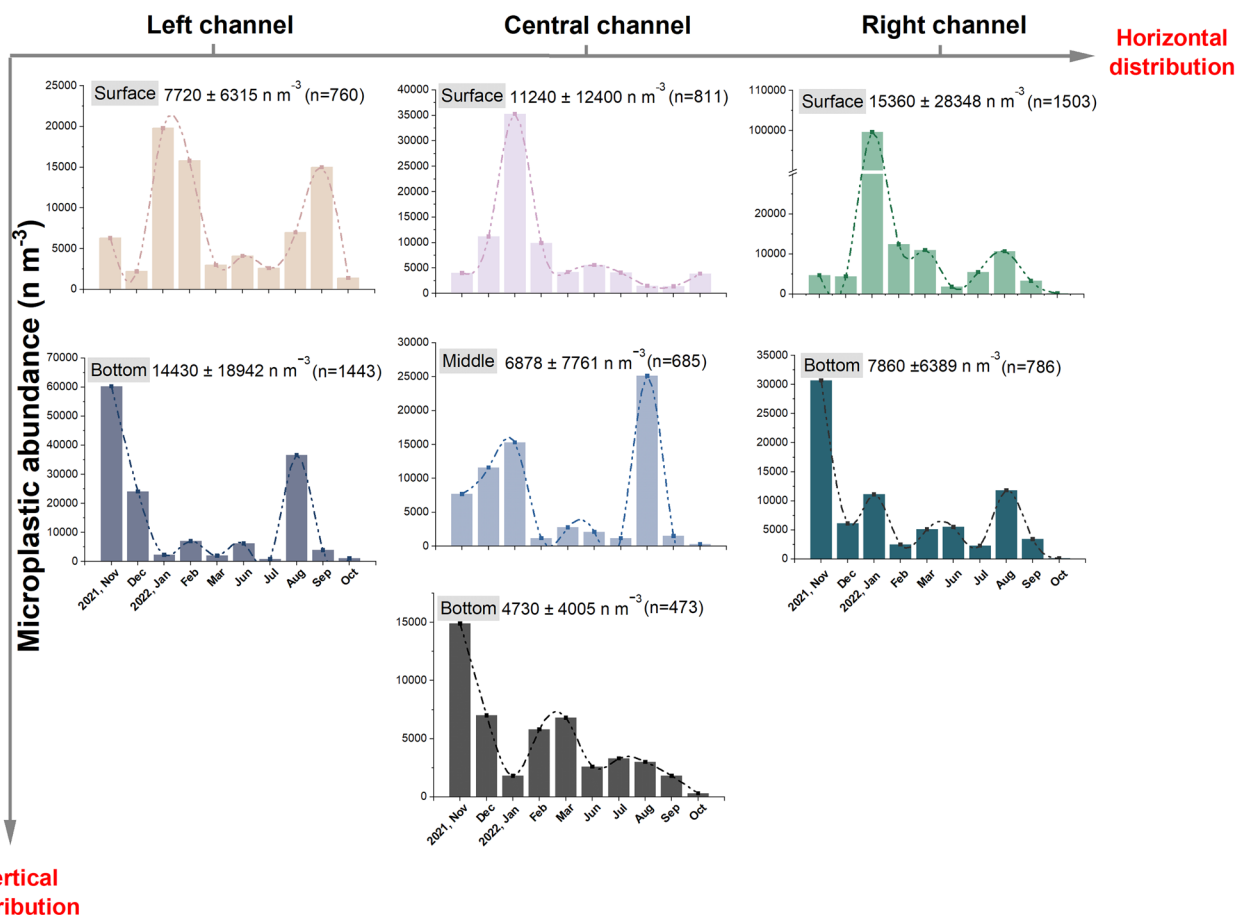 Left channel
Central channel
Right channel
Horizontal
distribution
Microplastic abundance (n m⁻³)
Surface 7720 ± 6315 n m⁻³ (n=760)
25000
20000
15000
10000
5000
0
Surface 11240 ± 12400 n m⁻³ (n=811)
40000
35000
30000
25000
20000
15000
10000
5000
0
Surface 15360 ± 28348 n m⁻³ (n=1503)
110000
100000
20000
10000
0
Bottom 14430 ± 18942 n m⁻³ (n=1443)
70000
60000
50000
40000
30000
20000
10000
0
2021, Nov
Dec
2022, Jan
Feb
Mar
Jun
Jul
Aug
Sep
Oct
Middle 6878 ± 7761 n m⁻³ (n=685)
30000
25000
20000
15000
10000
5000
0
Bottom 7860 ±6389 n m⁻³ (n=786)
35000
30000
25000
20000
15000
10000
5000
0
2021, Nov
Dec
2022, Jan
Feb
Mar
Jun
Jul
Aug
Sep
Oct
Bottom 4730 ± 4005 n m⁻³ (n=473)
15000
10000
5000
0
2021, Nov
Dec
2022, Jan
Feb
Mar
Jun
Jul
Aug
Sep
Oct
ertical
ribution